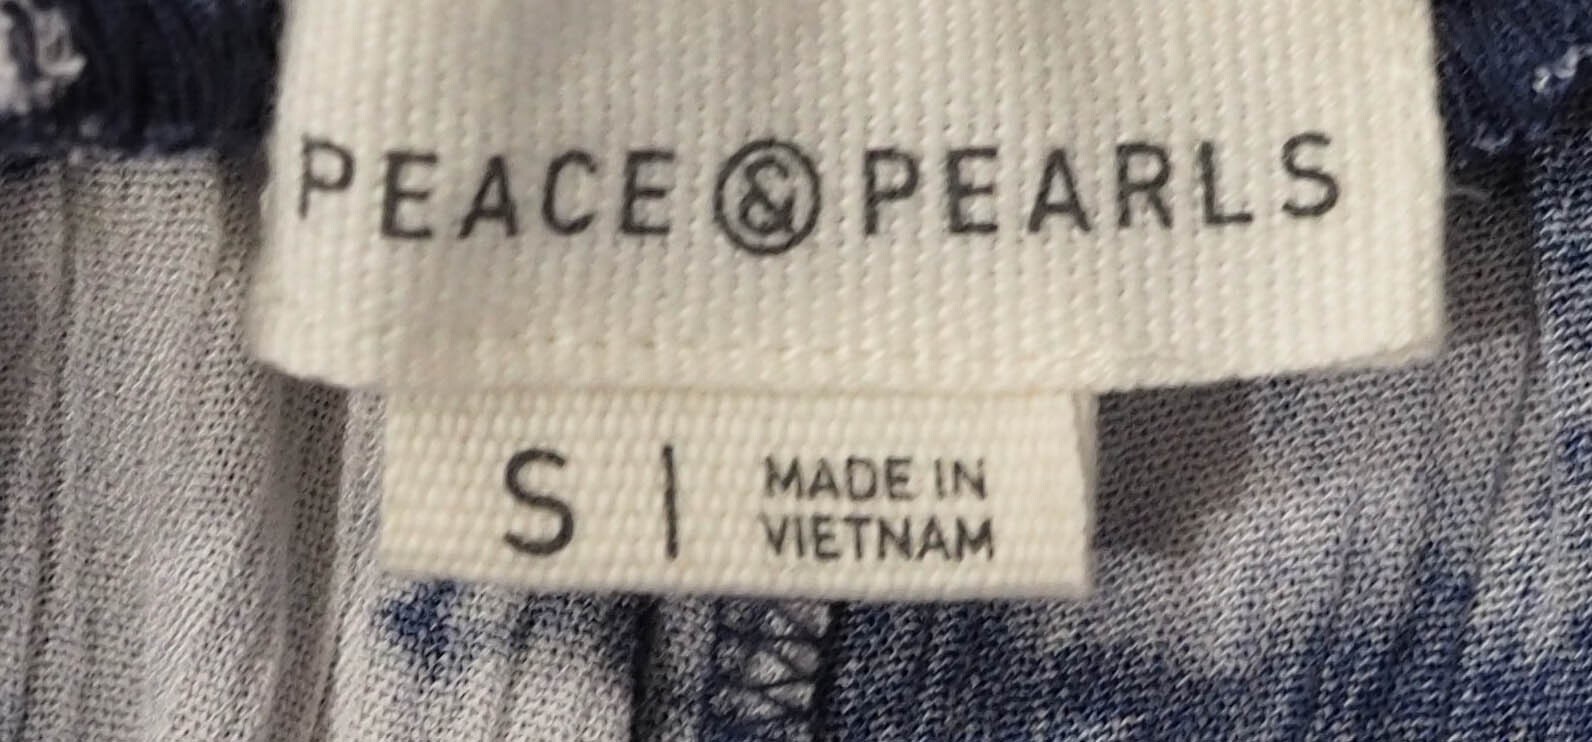 PEACE & PEARLS
S | MADE IN
VIETNAM